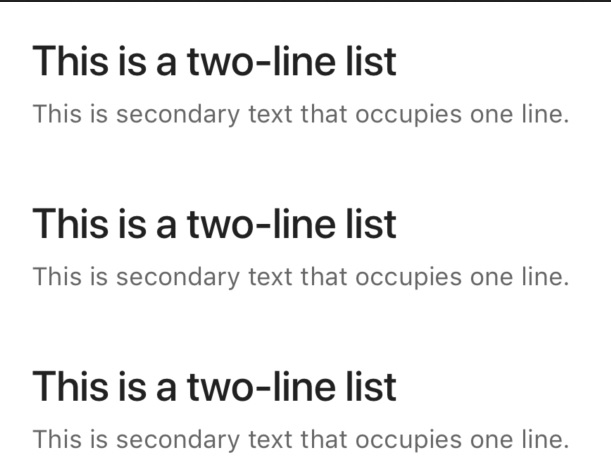 This is a two-line list
This is secondary text that occupies one line.
This is a two-line list
This is secondary text that occupies one line.
This is a two-line list
This is secondary text that occupies one line.